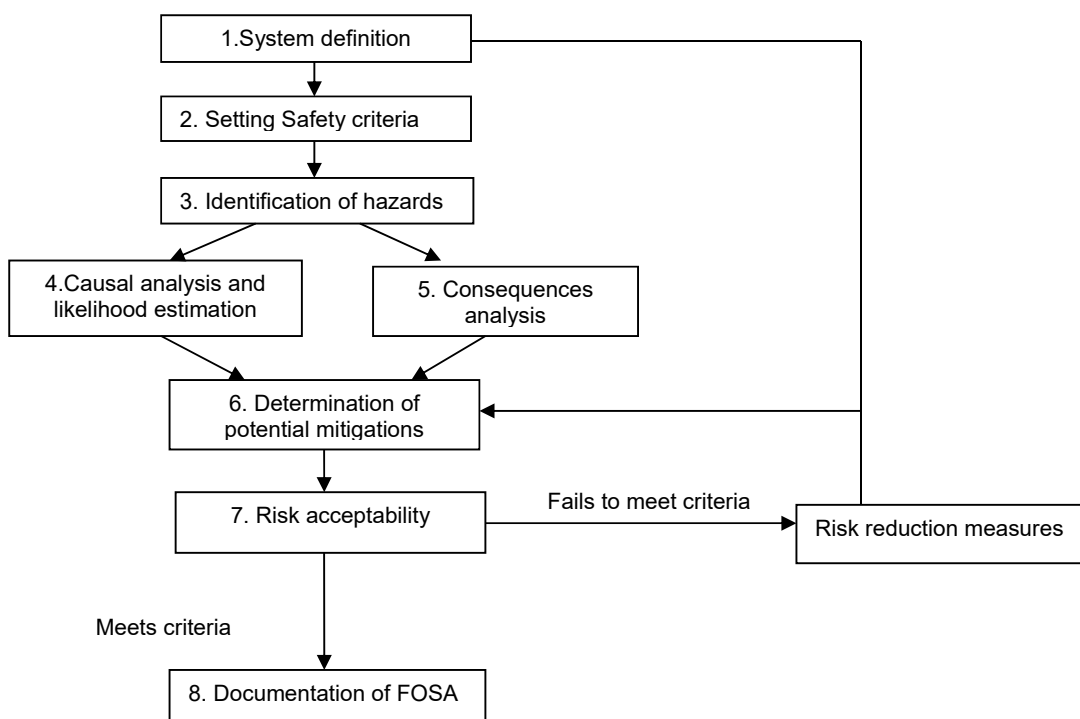 1.System definition
2. Setting Safety criteria
3. Identification of hazards
4.Causal analysis and
likelihood estimation
5. Consequences
analysis
6. Determination of
potential mitigations
7. Risk acceptability
Fails to meet criteria
Risk reduction measures
Meets criteria
8. Documentation of FOSA